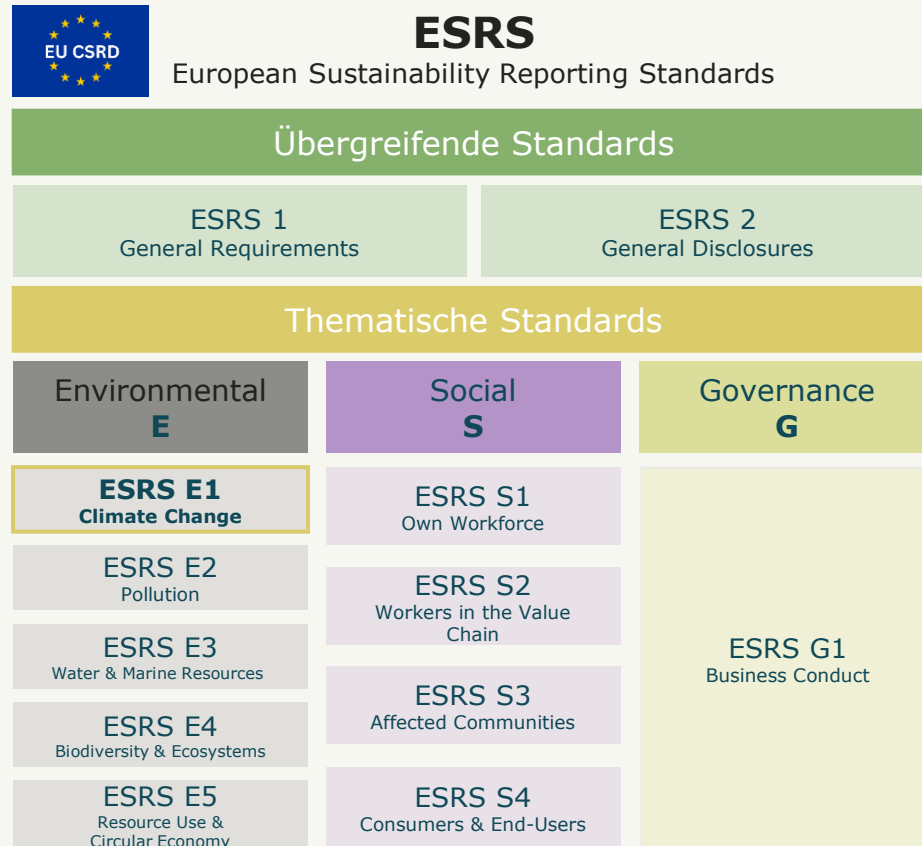 EU CSRD
ESRS
European Sustainability Reporting Standards
Übergreifende Standards
ESRS 1
General Requirements
ESRS 2
General Disclosures
Thematische Standards
Environmental
E
Social
S
Governance
G
ESRS E1
Climate Change
ESRS E2
Pollution
ESRS E3
Water & Marine Resources
ESRS E4
Biodiversity & Ecosystems
ESRS E5
Resource Use &
Circular Economy
ESRS S1
Own Workforce
ESRS S2
Workers in the Value
Chain
ESRS S3
Affected Communities
ESRS S4
Consumers & End-Users
ESRS G1
Business Conduct